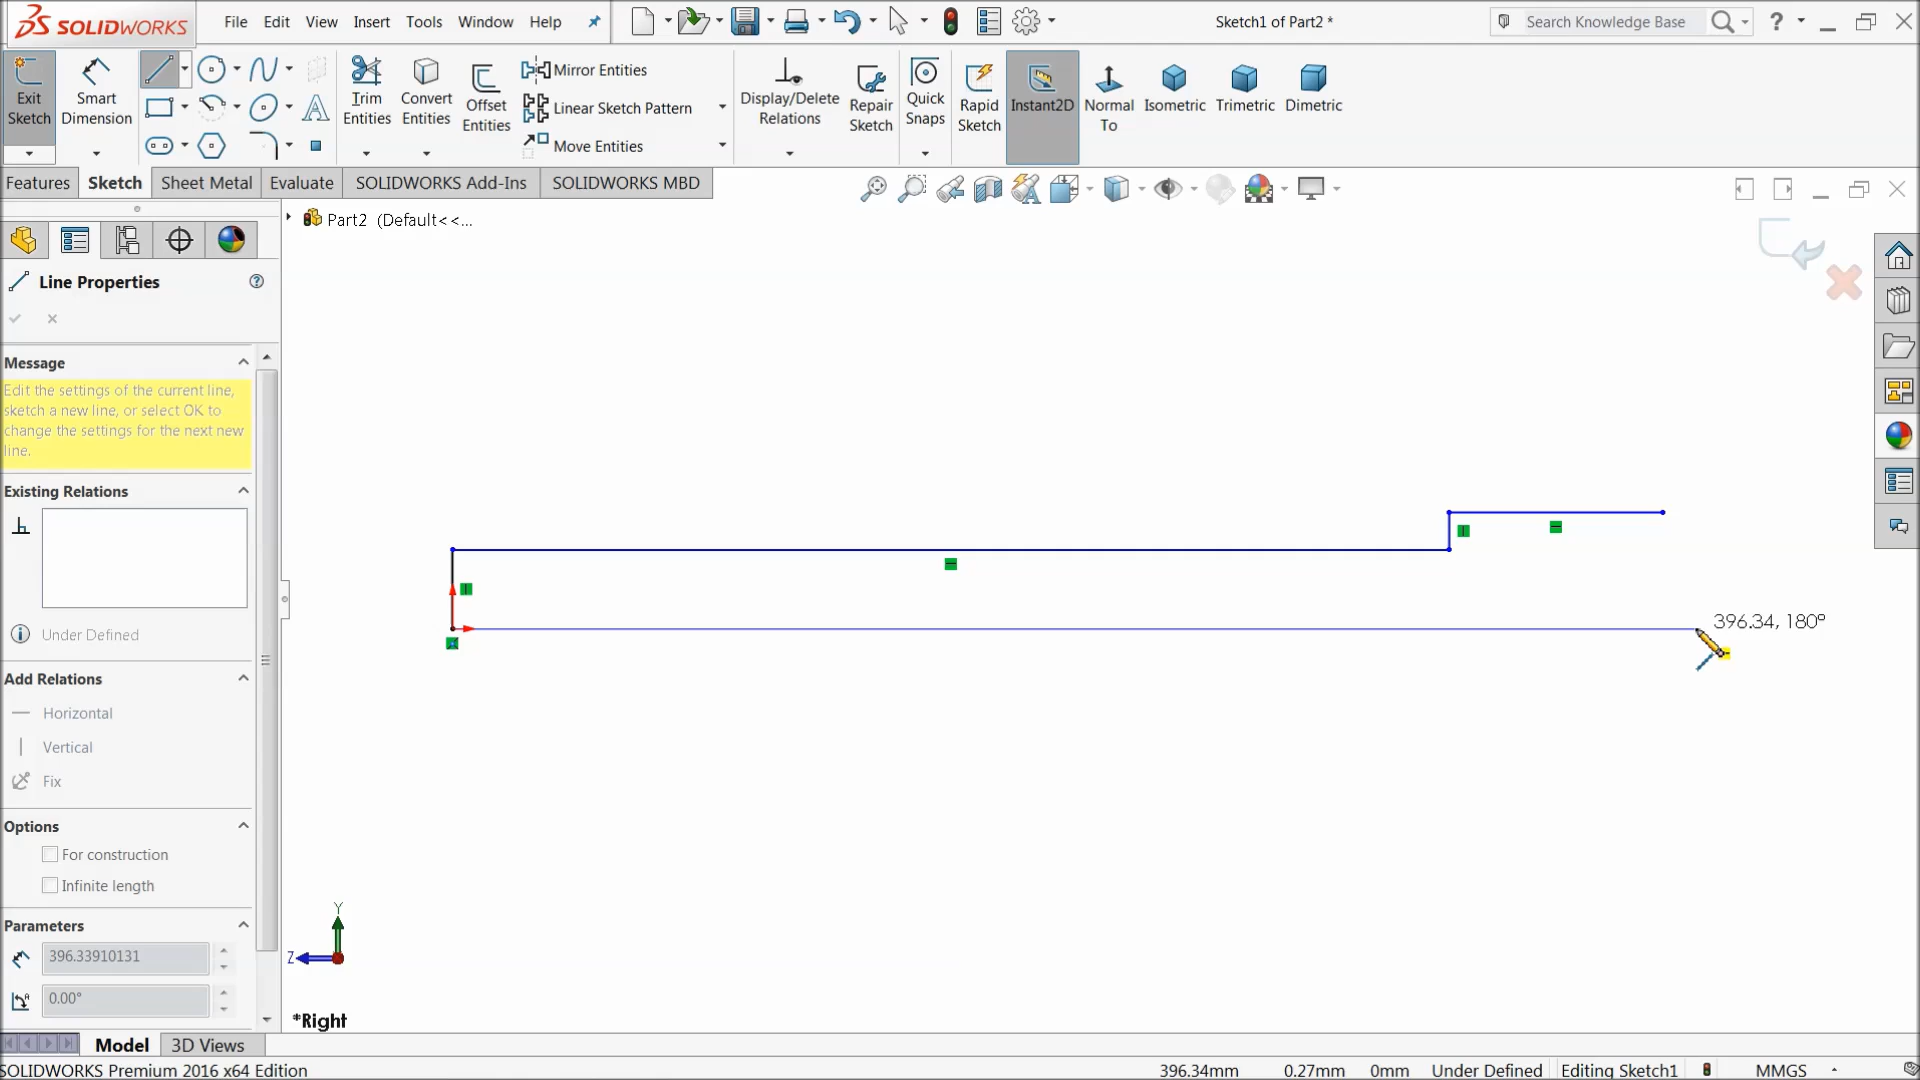 SOLIDWORKS
File Edit View Insert Tools Window Help
Sketch1 of Part2 *
Search Knowledge Base
?
Exit Sketch
Smart Dimension
Trim Entities
Convert Entities
Offset Entities
Mirror Entities
Linear Sketch Pattern
Move Entities
Display/Delete Relations
Repair Sketch
Quick Snaps
Rapid Sketch
Instant2D
Normal To
Isometric
Trimetric
Dimetric
Features
Sketch
Sheet Metal
Evaluate
SOLIDWORKS Add-Ins
SOLIDWORKS MBD
Part2 (Default<<...
Line Properties
?
Message
Edit the settings of the current line,
sketch a new line, or select OK to
change the settings for the next new
line.
Existing Relations
Under Defined
Add Relations
Horizontal
Vertical
Fix
Options
For construction
Infinite length
Parameters
396.33910131
0.00°
396.34, 180°
Y
Z
*Right
Model
3D Views
SOLIDWORKS Premium 2016 x64 Edition
396.34mm
0.27mm
0mm
Under Defined
Editing Sketch1
MMGS